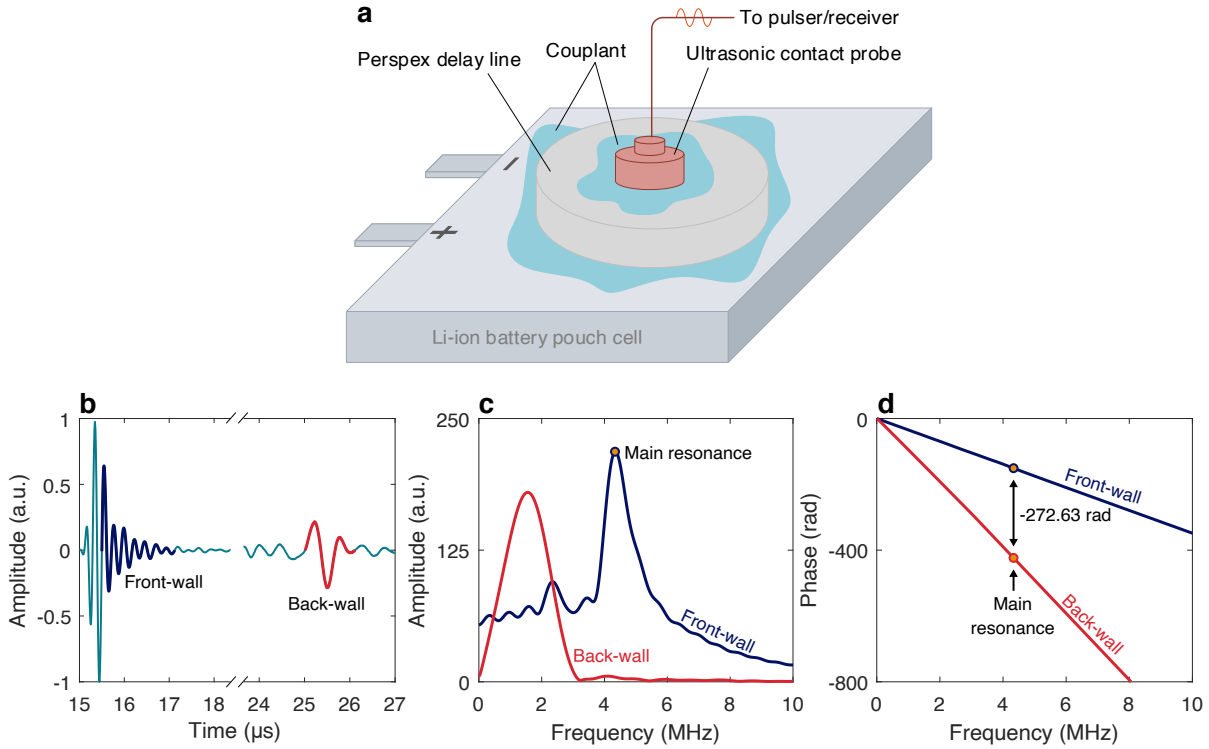 a
To pulser/receiver
Couplant
Ultrasonic contact probe
Perspex delay line
−
+
Li-ion battery pouch cell
b
1
0.5
0
-0.5
-1
Amplitude (a.u.)
Front-wall
Back-wall
15 16 17 18 24 25 26 27
Time (µs)
c
250
125
0
Amplitude (a.u.)
Main resonance
Front-wall
Back-wall
0 2 4 6 8 10
Frequency (MHz)
d
0
-400
-800
Phase (rad)
Front-wall
-272.63 rad
Main
resonance
Back-wall
0 2 4 6 8 10
Frequency (MHz)